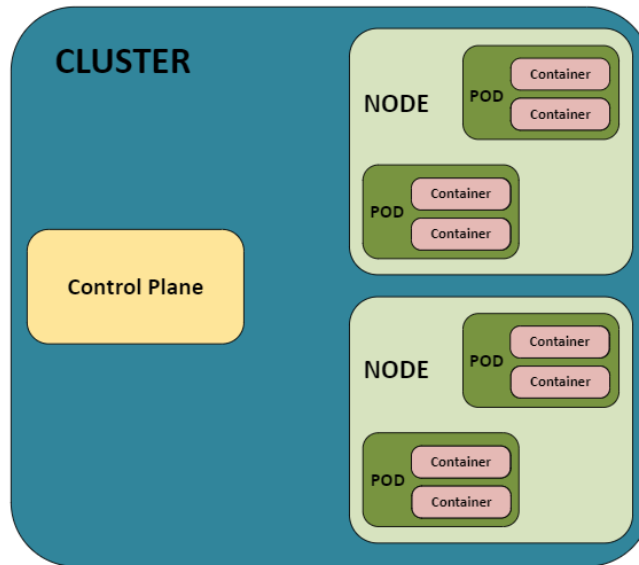 CLUSTER
NODE
POD
Container
Container
POD
Container
Container
Control Plane
NODE
POD
Container
Container
POD
Container
Container